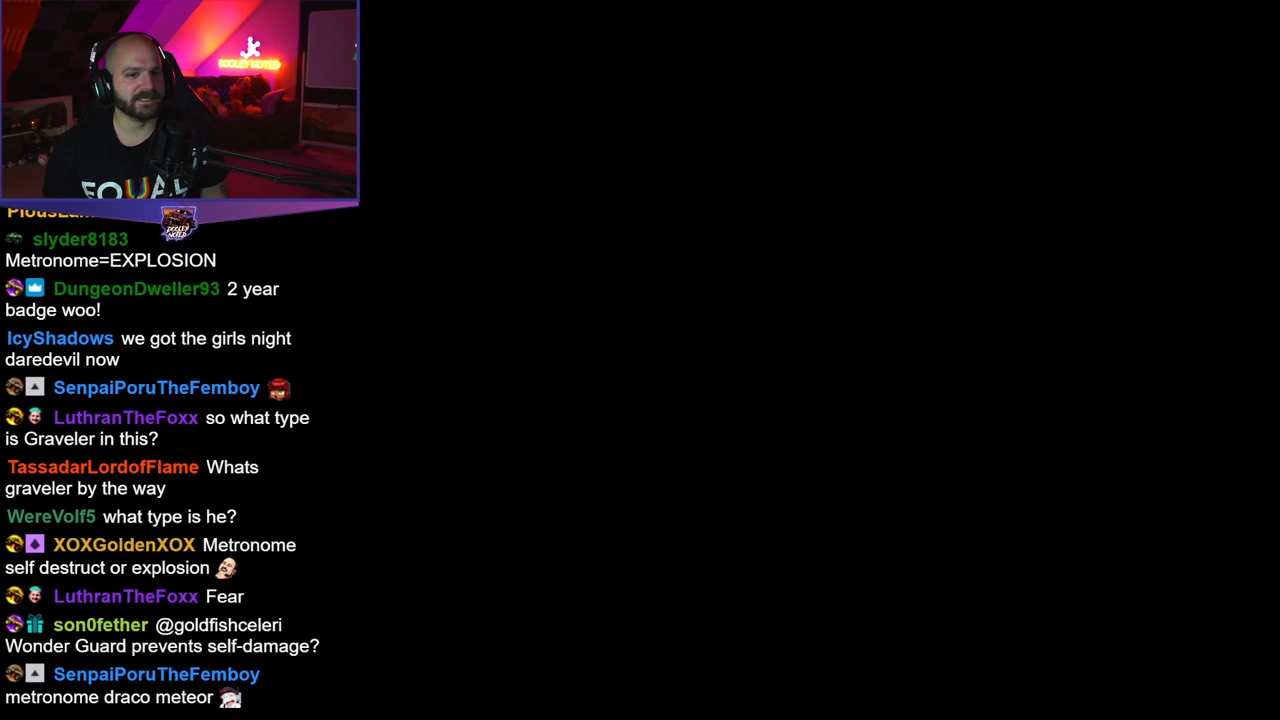 DOOLEY NOTED
EQUAL
DOOLEY
NOTED
slyder8183
Metronome=EXPLOSION
DungeonDweller93 2 year
badge woo!
IcyShadows we got the girls night
daredevil now
SenpaiPoruTheFemboy
LuthranTheFoxx so what type
is Graveler in this?
TassadarLordofFlame Whats
graveler by the way
WereVolf5 what type is he?
XOXGoldenXOX Metronome
self destruct or explosion
LuthranTheFoxx Fear
son0fether @goldfishceleri
Wonder Guard prevents self-damage?
SenpaiPoruTheFemboy
metronome draco meteor